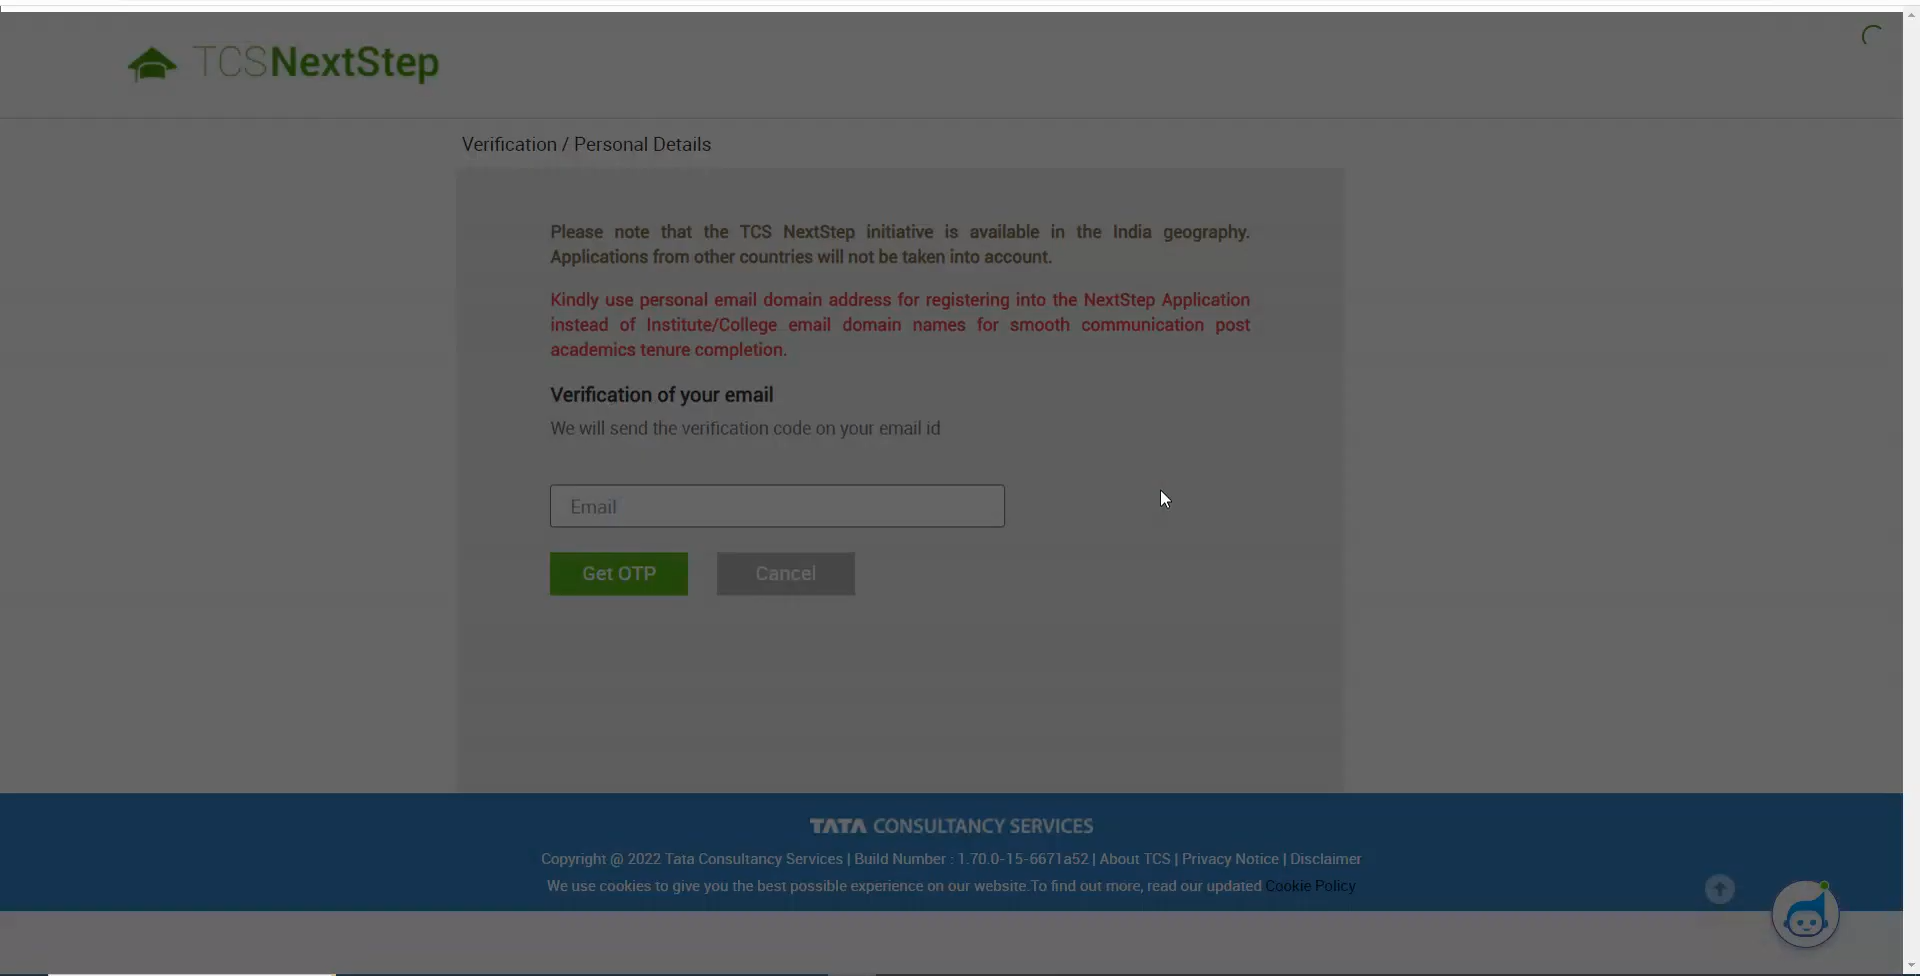 TCSNextStep
Verification / Personal Details
Please note that the TCS NextStep initiative is available in the India geography.
Applications from other countries will not be taken into account.
Kindly use personal email domain address for registering into the NextStep Application
instead of Institute/College email domain names for smooth communication post
academics tenure completion.
Verification of your email
We will send the verification code on your email id
Email
Get OTP Cancel
TATA CONSULTANCY SERVICES
Copyright @ 2022 Tata Consultancy Services | Build Number : 1.70.0-15-6671a52 | About TCS | Privacy Notice | Disclaimer
We use cookies to give you the best possible experience on our website.To find out more, read our updated Cookie Policy